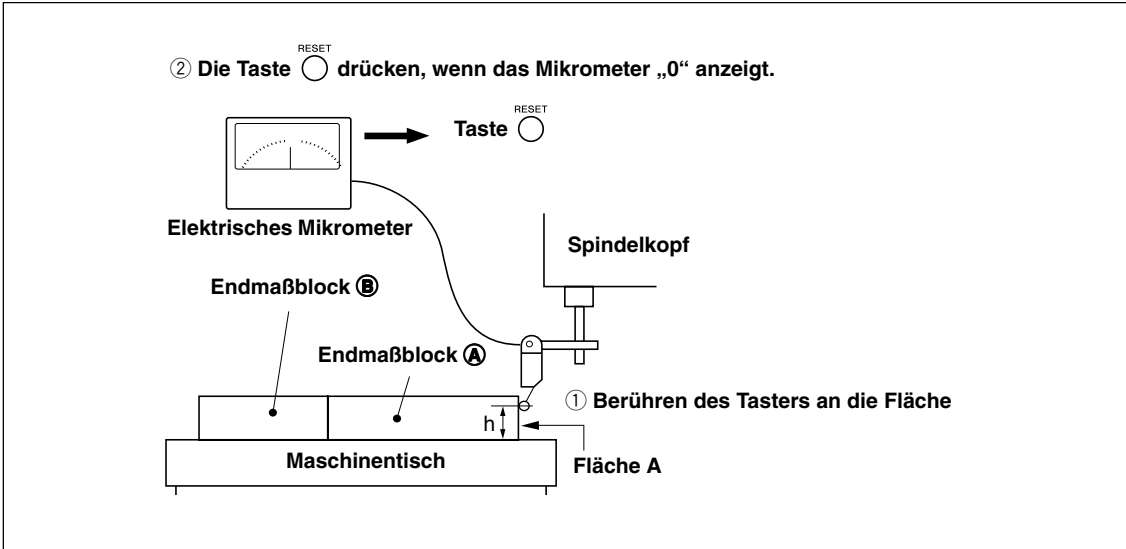 RESET
② Die Taste ○ drücken, wenn das Mikrometer „0“ anzeigt.
RESET
Taste ○
Elektrisches Mikrometer
Spindelkopf
Endmaßblock Ⓑ
Endmaßblock Ⓐ
① Berühren des Tasters an die Fläche
h
Maschinentisch
Fläche A